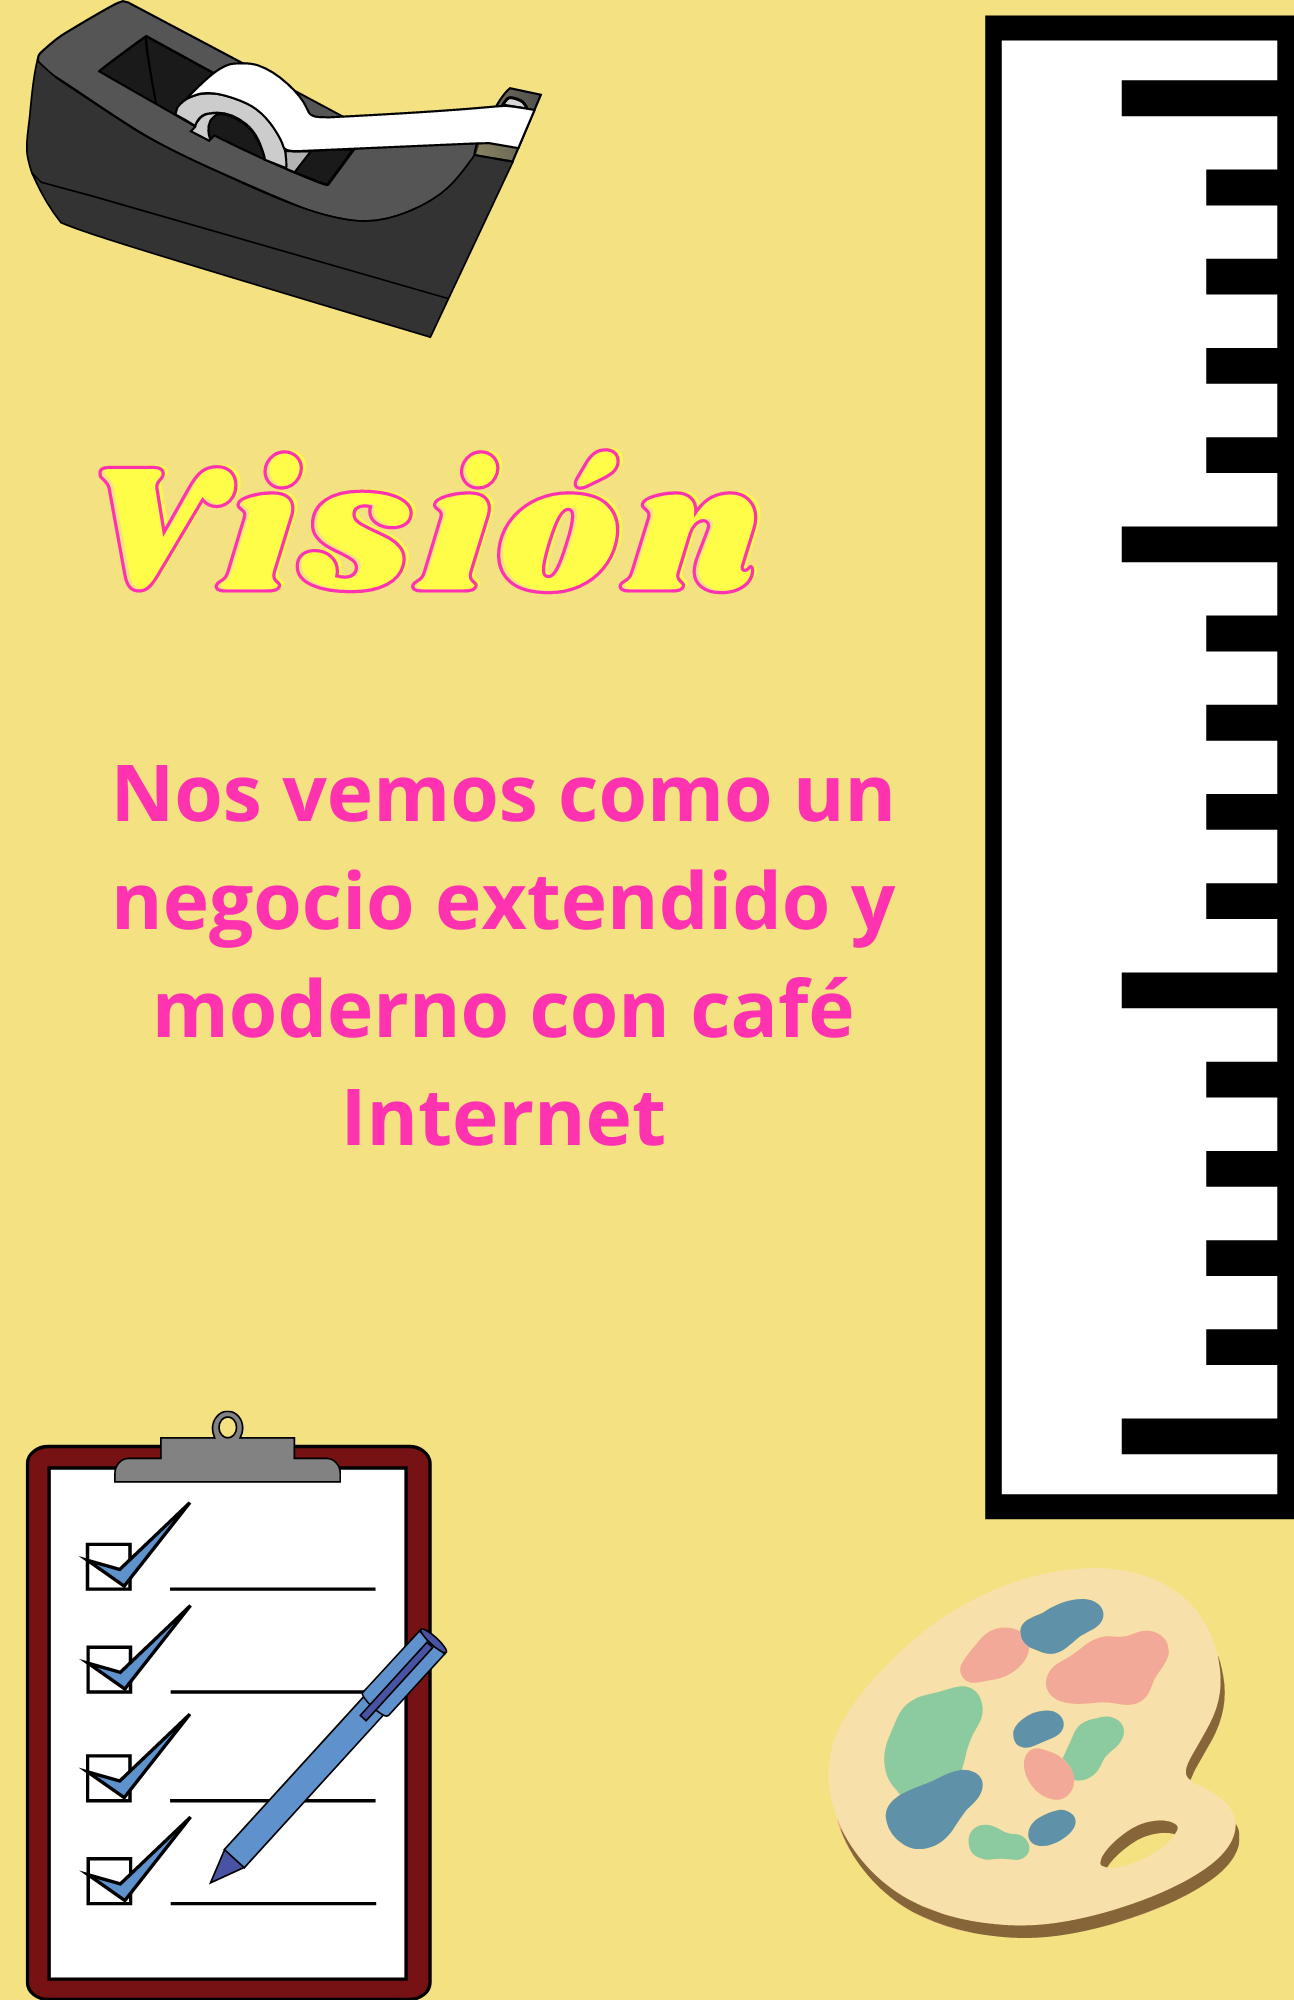 Visión
Nos vemos como un
negocio extendido y
moderno con café
Internet